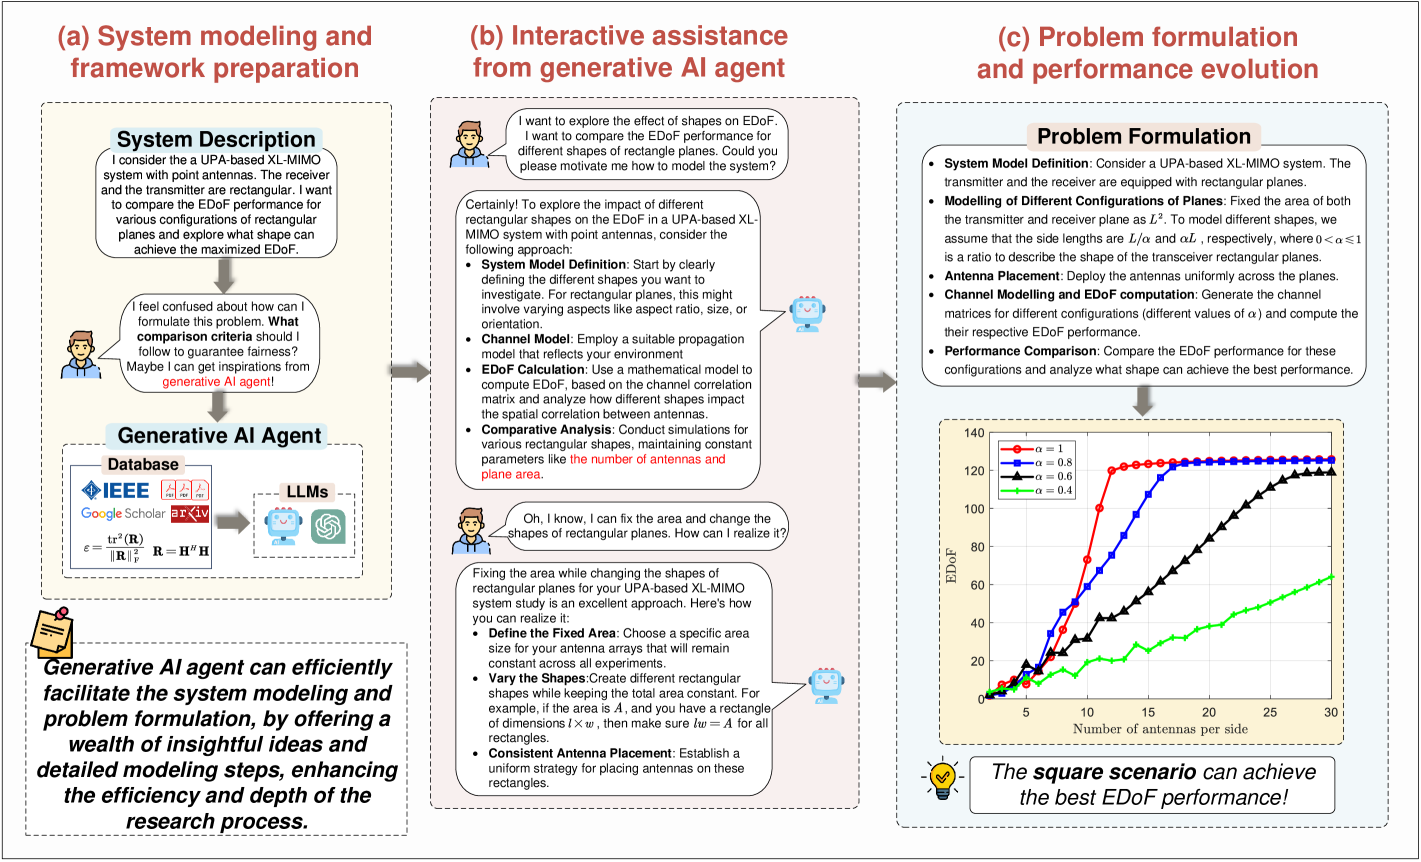 (a) System modeling and
framework preparation
System Description
I consider the a UPA-based XL-MIMO
system with point antennas. The receiver
and the transmitter are rectangular. I want
to compare the EDoF performance for
various configurations of rectangular
planes and explore what shape can
achieve the maximized EDoF.
I feel confused about how can I
formulate this problem. What
comparison criteria should I
follow to guarantee fairness?
Maybe I can get inspirations from
generative AI agent!
Generative AI Agent
Database
IEEE
PDF PDF PDF
Google Scholar
arXiv
ε = tr²(R) / ‖R‖²_F   R = H^H H
LLMs
Generative AI agent can efficiently
facilitate the system modeling and
problem formulation, by offering a
wealth of insightful ideas and
detailed modeling steps, enhancing
the efficiency and depth of the
research process.
(b) Interactive assistance
from generative AI agent
I want to explore the effect of shapes on EDoF.
I want to compare the EDoF performance for
different shapes of rectangle planes. Could you
please motivate me how to model the system?
Certainly! To explore the impact of different
rectangular shapes on the EDoF in a UPA-based XL-
MIMO system with point antennas, consider the
following approach:
• System Model Definition: Start by clearly
defining the different shapes you want to
investigate. For rectangular planes, this might
involve varying aspects like aspect ratio, size, or
orientation.
• Channel Model: Employ a suitable propagation
model that reflects your environment
• EDoF Calculation: Use a mathematical model to
compute EDoF, based on the channel correlation
matrix and analyze how different shapes impact
the spatial correlation between antennas.
• Comparative Analysis: Conduct simulations for
various rectangular shapes, maintaining constant
parameters like the number of antennas and
plane area.
Oh, I know, I can fix the area and change the
shapes of rectangular planes. How can I realize it?
Fixing the area while changing the shapes of
rectangular planes for your UPA-based XL-MIMO
system study is an excellent approach. Here's how
you can realize it:
• Define the Fixed Area: Choose a specific area
size for your antenna arrays that will remain
constant across all experiments.
• Vary the Shapes:Create different rectangular
shapes while keeping the total area constant. For
example, if the area is A, and you have a rectangle
of dimensions l×w, then make sure lw = A for all
rectangles.
• Consistent Antenna Placement: Establish a
uniform strategy for placing antennas on these
rectangles.
(c) Problem formulation
and performance evolution
Problem Formulation
• System Model Definition: Consider a UPA-based XL-MIMO system. The
transmitter and the receiver are equipped with rectangular planes.
• Modelling of Different Configurations of Planes: Fixed the area of both
the transmitter and receiver plane as L². To model different shapes, we
assume that the side lengths are L/α and αL , respectively, where 0<α⩽1
is a ratio to describe the shape of the transceiver rectangular planes.
• Antenna Placement: Deploy the antennas uniformly across the planes.
• Channel Modelling and EDoF computation: Generate the channel
matrices for different configurations (different values of α) and compute the
their respective EDoF performance.
• Performance Comparison: Compare the EDoF performance for these
configurations and analyze what shape can achieve the best performance.
140
120
100
80
60
40
20
0
EDoF
α = 1
α = 0.8
α = 0.6
α = 0.4
5 10 15 20 25 30
Number of antennas per side
The square scenario can achieve
the best EDoF performance!